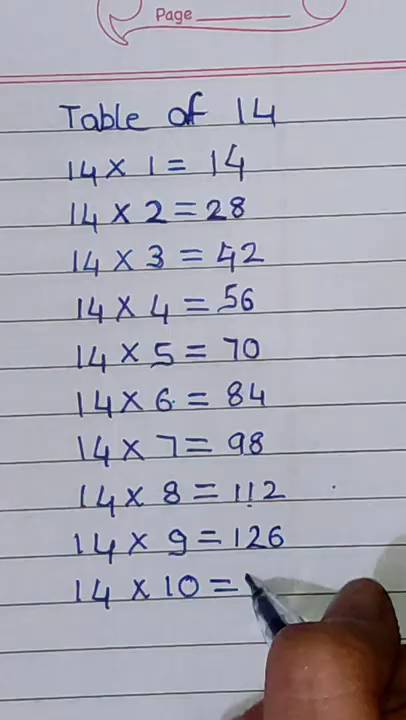 Page
Table of 14
14 × 1 = 14
14 × 2 = 28
14 × 3 = 42
14 × 4 = 56
14 × 5 = 70
14 × 6 = 84
14 × 7 = 98
14 × 8 = 112
14 × 9 = 126
14 × 10 =